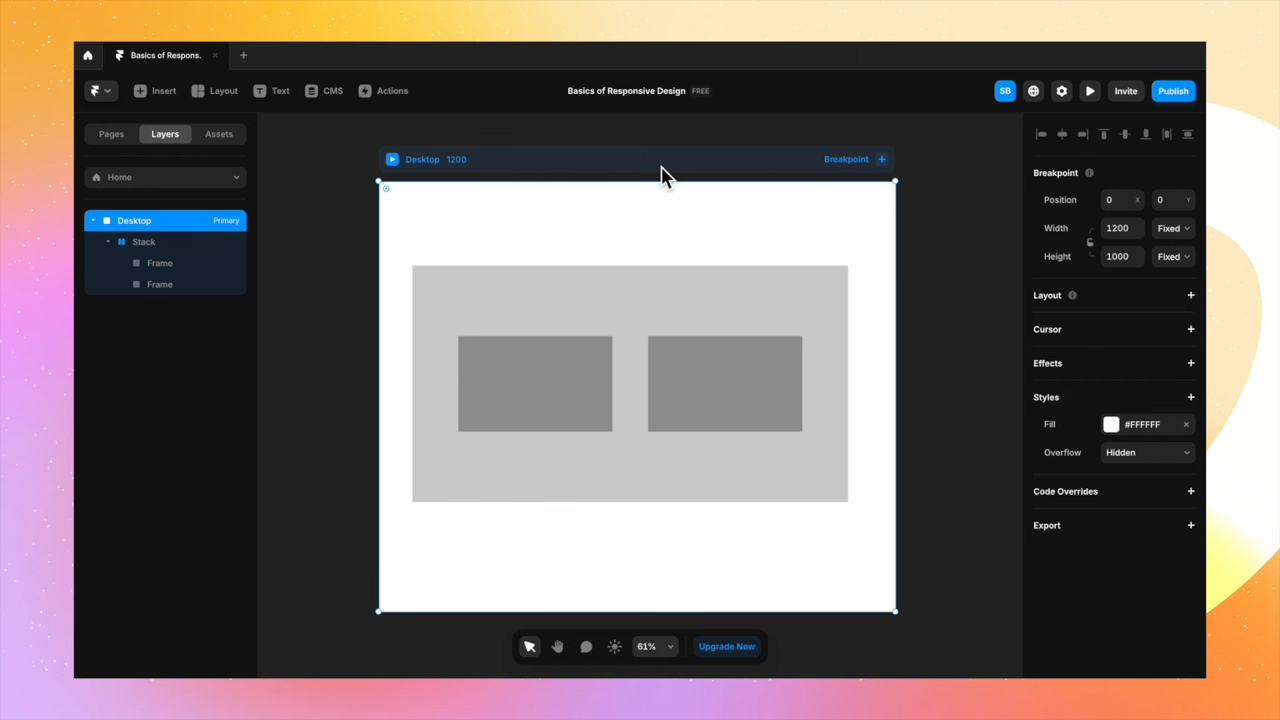 Basics of Respons.
Insert
Layout
Text
CMS
Actions
Basics of Responsive Design FREE
SB
Invite
Publish
Pages
Layers
Assets
Home
Desktop Primary
Stack
Frame
Frame
Desktop 1200
Breakpoint
Breakpoint
Position 0 X 0 Y
Width 1200 Fixed
Height 1000 Fixed
Layout
Cursor
Effects
Styles
Fill #FFFFFF
Overflow Hidden
Code Overrides
Export
61%
Upgrade Now